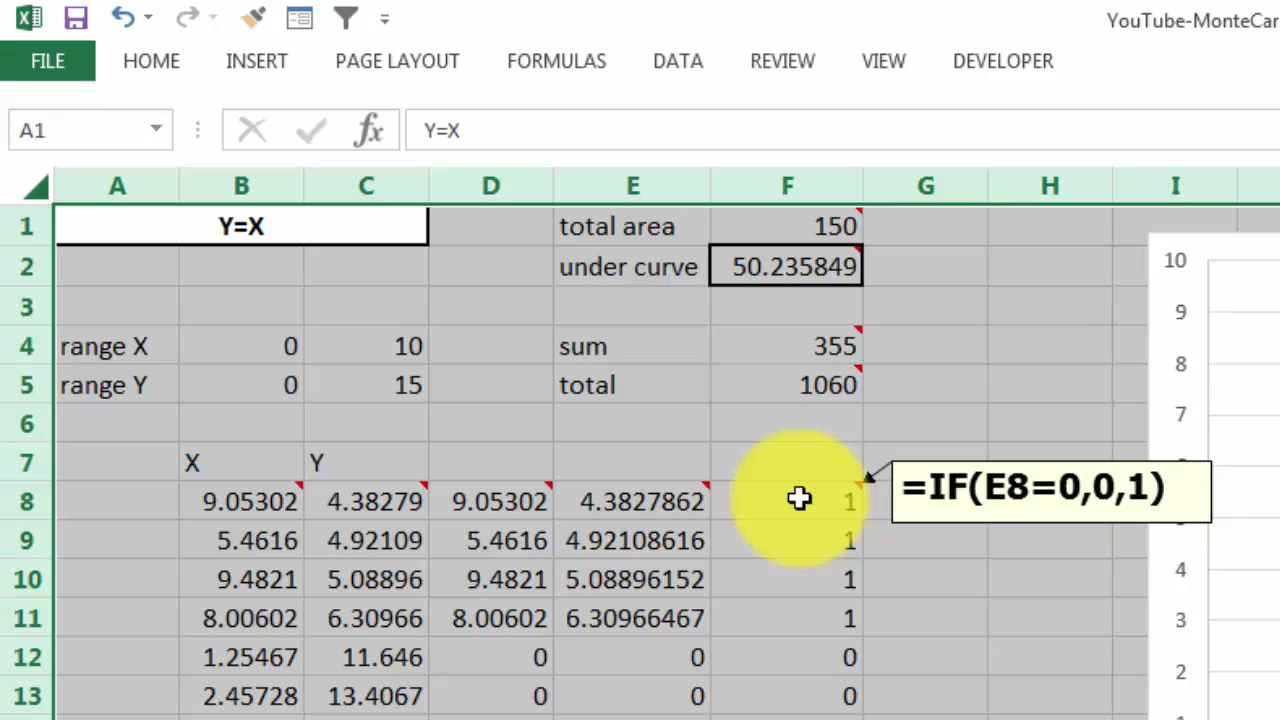 YouTube-MonteCar
FILE HOME INSERT PAGE LAYOUT FORMULAS DATA REVIEW VIEW DEVELOPER
A1 fx Y=X
A B C D E F G H I
1 Y=X total area 150
2 under curve 50.235849
3
4 range X 0 10 sum 355
5 range Y 0 15 total 1060
6
7 X Y
8 9.05302 4.38279 9.05302 4.3827862 1
9 5.4616 4.92109 5.4616 4.92108616 1
10 9.4821 5.08896 9.4821 5.08896152 1
11 8.00602 6.30966 8.00602 6.30966467 1
12 1.25467 11.646 0 0 0
13 2.45728 13.4067 0 0 0
=IF(E8=0,0,1)
10
9
8
7
4
3
2